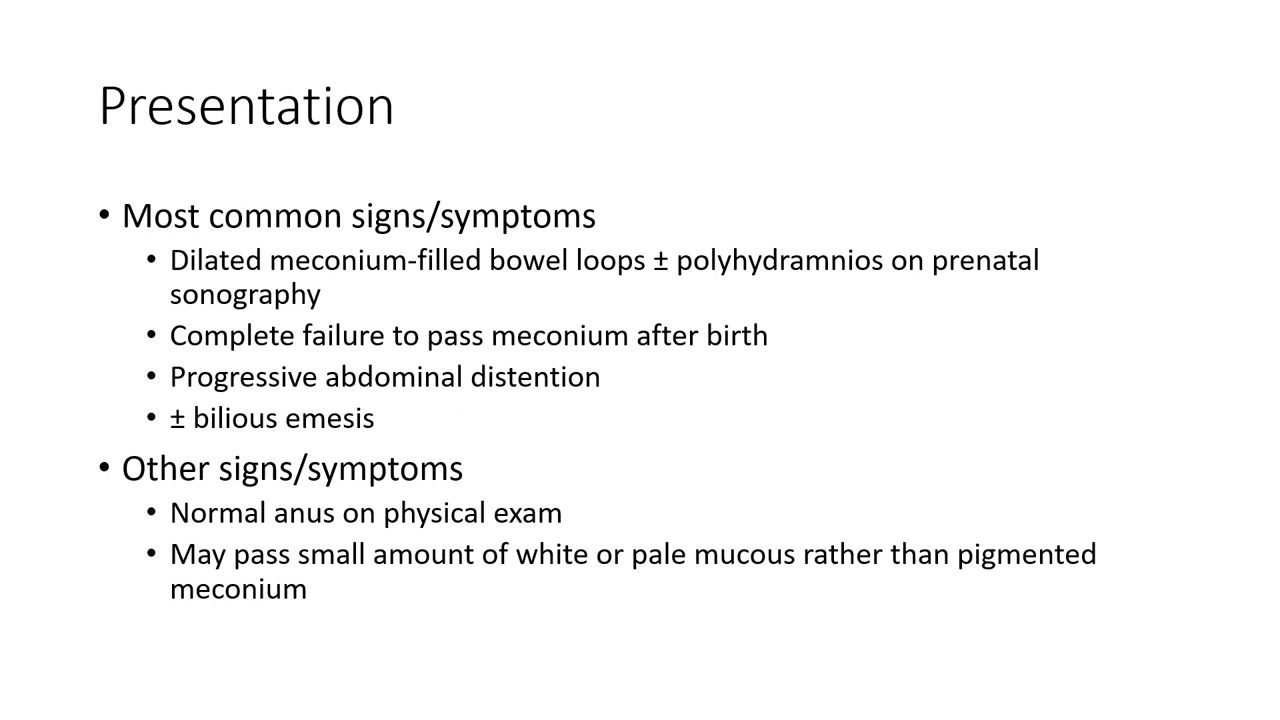 Presentation
• Most common signs/symptoms
• Dilated meconium-filled bowel loops ± polyhydramnios on prenatal
sonography
• Complete failure to pass meconium after birth
• Progressive abdominal distention
• ± bilious emesis
• Other signs/symptoms
• Normal anus on physical exam
• May pass small amount of white or pale mucous rather than pigmented
meconium